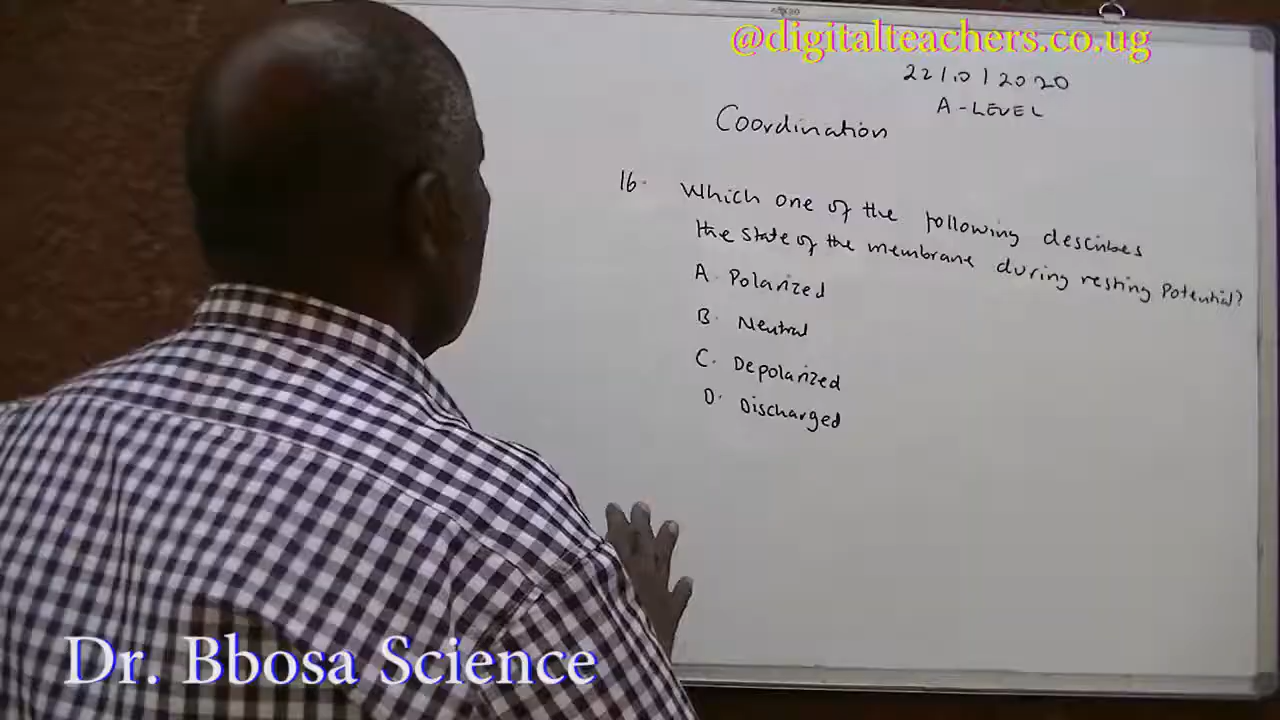 @digitalteachers.co.ug
22/10/2020
A-LEVEL
Coordination
16. Which one of the following describes
the state of the membrane during resting Potential?
A. Polarized
B. Neutral
C. Depolarized
D. Discharged
Dr. Bbosa Science